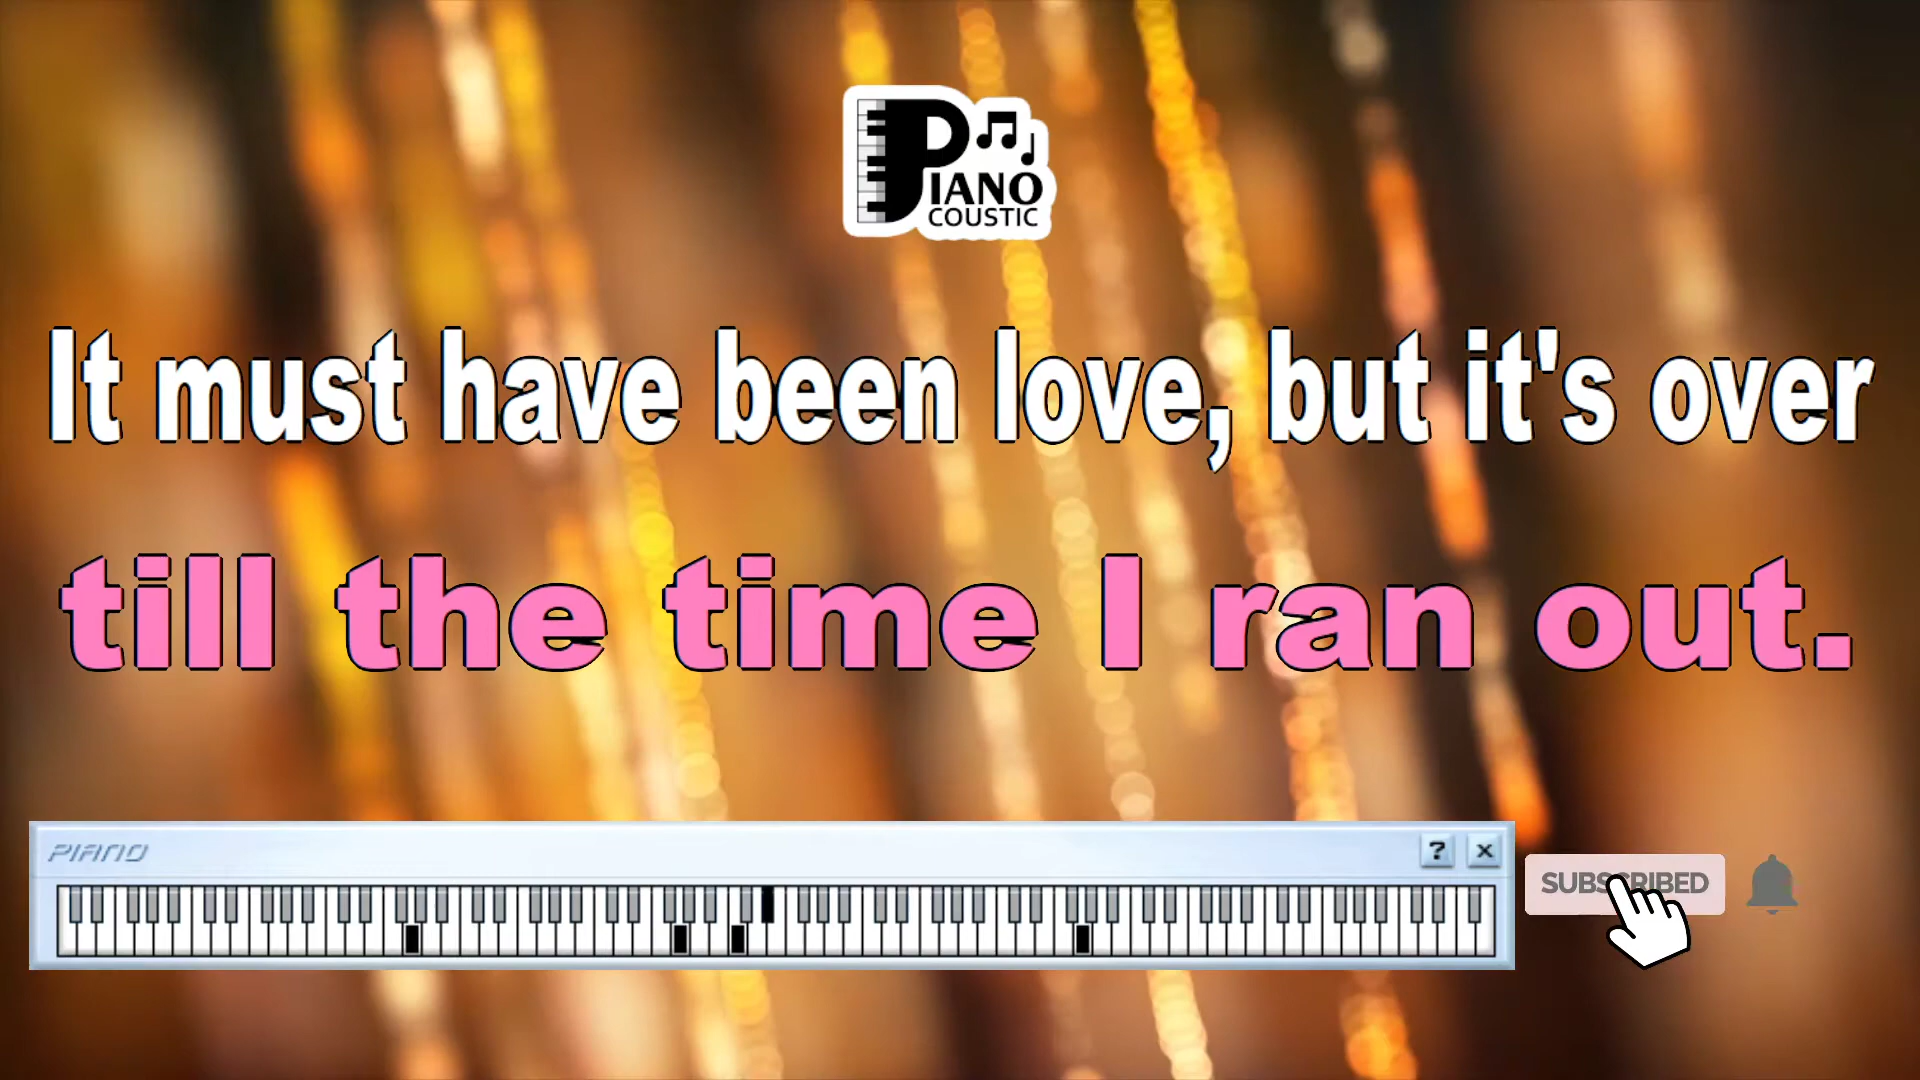 PIANO
COUSTIC
It must have been love, but it's over
till the time I ran out.
PIANO
? ×
SUBSCRIBED